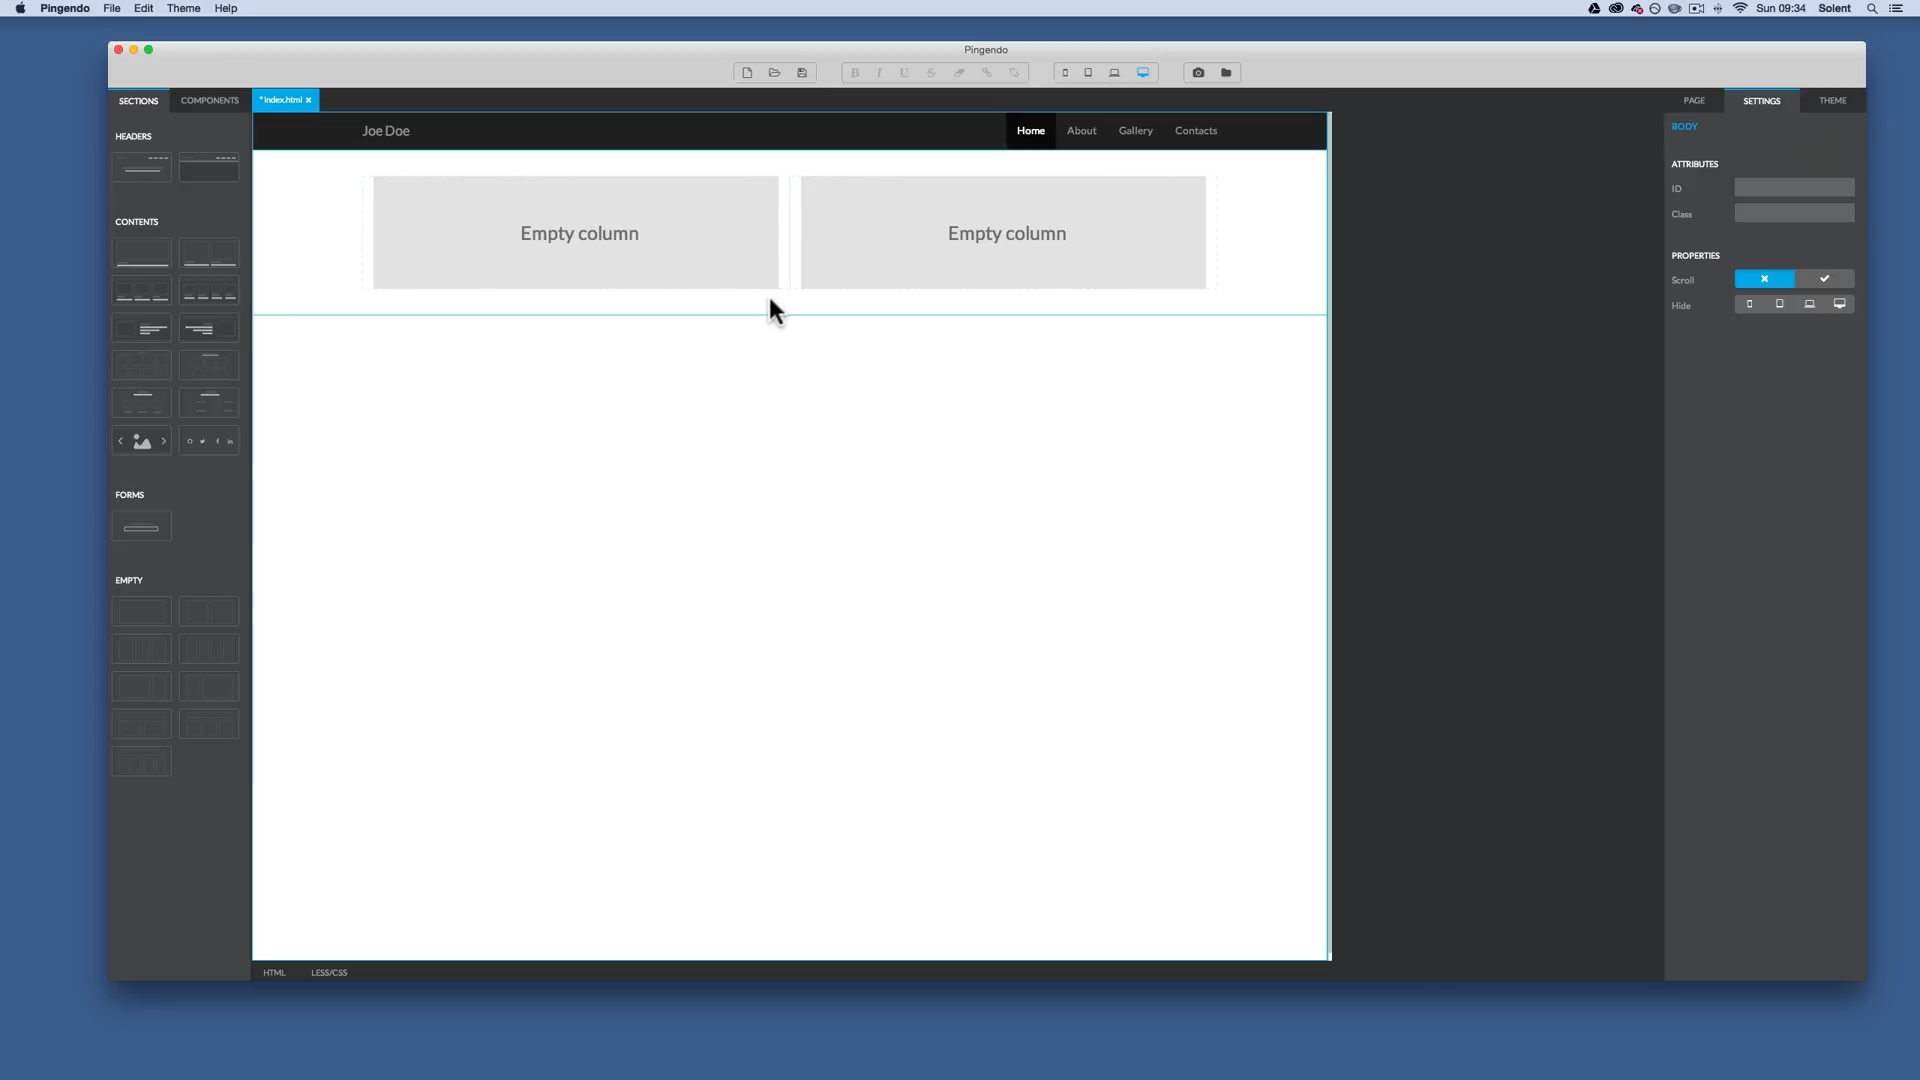 Pingendo File Edit Theme Help
Sun 09:34 Solent
Pingendo
B I U S
SECTIONS COMPONENTS
*index.html ×
PAGE SETTINGS THEME
Joe Doe
Home About Gallery Contacts
BODY
HEADERS
ATTRIBUTES
ID
Class
CONTENTS
Empty column Empty column
PROPERTIES
Scroll
Hide
FORMS
EMPTY
HTML LESS/CSS